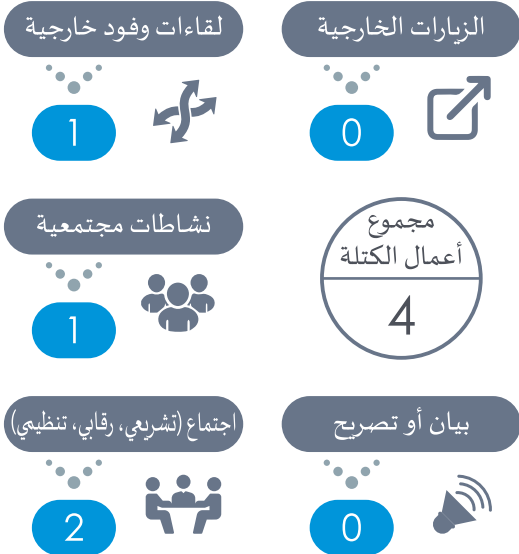 الزيارات الخارجية
0
لقاءات وفود خارجية
1
مجموع
أعمال الكتلة
4
نشاطات مجتمعية
1
بيان أو تصريح
0
اجتماع (تشريعي، رقابي، تنظيمي)
2